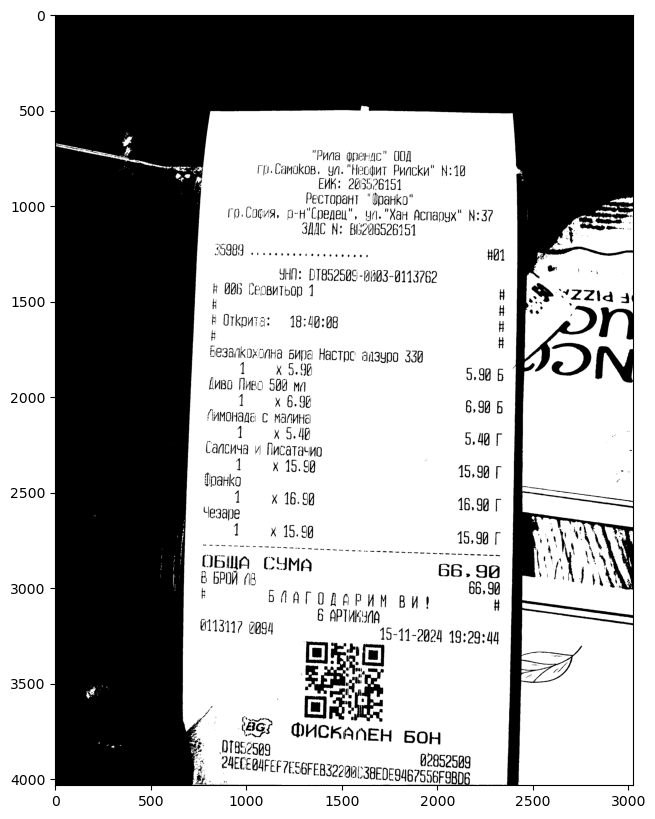 0
500
1000
1500
2000
2500
3000
3500
4000
0
500
1000
1500
2000
2500
3000
"Рила френдс" ООД
гр.Самоков, ул."Неофит Рилски" N:10
ЕИК: 206526151
Ресторант "Франко"
гр.София, р-н"Средец", ул."Хан Аспарух" N:37
ЗДДС N: BG206526151
35989 ................... #01
УНП: DT852509-0003-0113762
# 006 Сервитьор 1 #
# #
# Открита: 18:40:08 #
# #
Безалкохолна бира Настро адзуро 330
1 x 5.90 5.90 Б
Диво Пиво 500 мл
1 x 6.90 6.90 Б
Лимонада с малина
1 x 5.40 5.40 Г
Салсича и Писатачио
1 x 15.90 15.90 Г
Франко
1 x 16.90 16.90 Г
Чезаре
1 x 15.90 15.90 Г
ОБЩА СУМА 66.90
В БРОЙ ЛВ 66.90
# Б Л А Г О Д А Р И М В И ! #
6 АРТИКУЛА
0113117 0094 15-11-2024 19:29:44
BG ФИСКАЛЕН БОН
DT852509 02852509
OF PIZZA